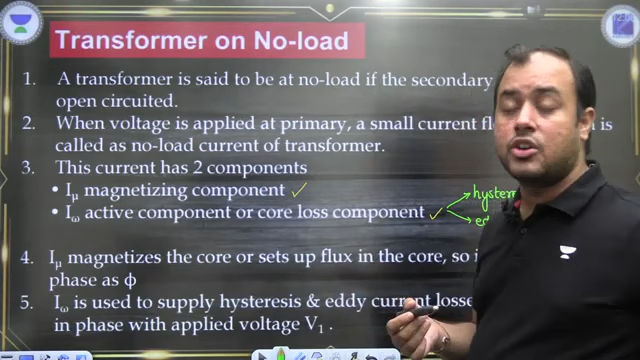 Transformer on No-load
1. A transformer is said to be at no-load if the secondary
open circuited.
2. When voltage is applied at primary, a small current is
called as no-load current of transformer.
3. This current has 2 components
• Iμ magnetizing component ✓
• Iω active component or core loss component ✓
hyster
4. Iμ magnetizes the core or sets up flux in the core, so
phase as ϕ
5. Iω is used to supply hysteresis & eddy current losse
in phase with applied voltage V1 .